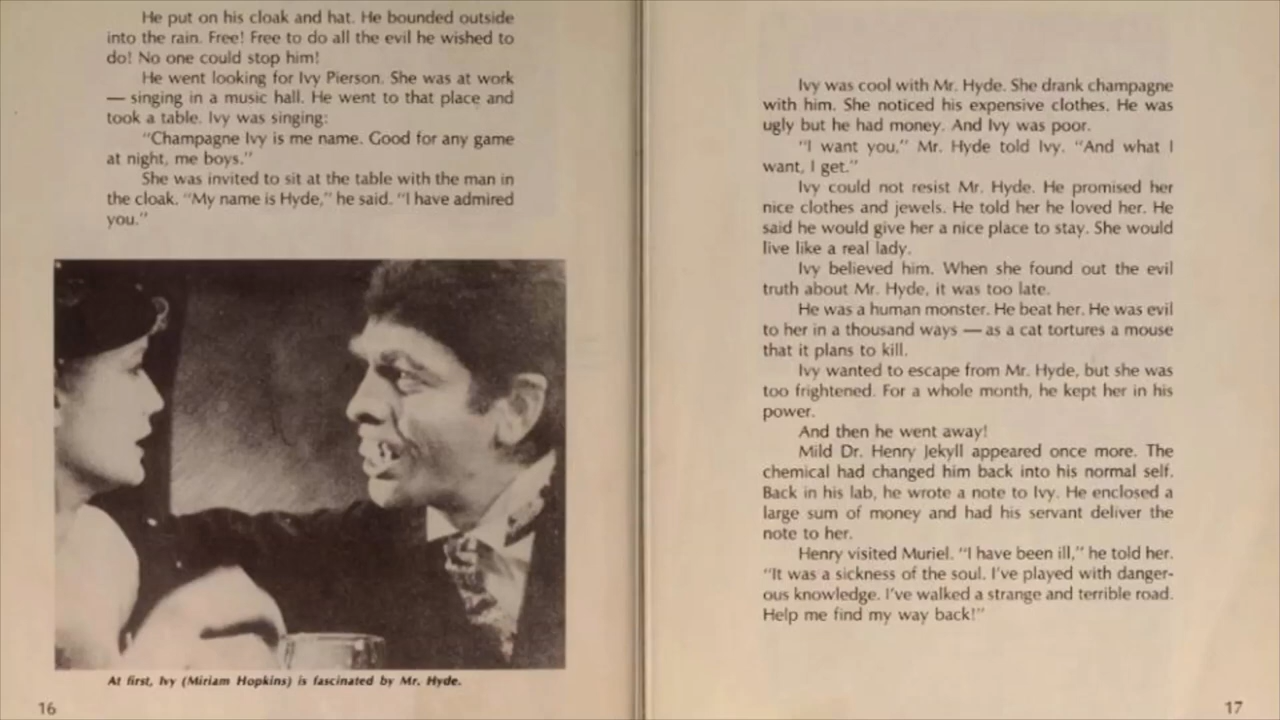 He put on his cloak and hat. He bounded outside
into the rain. Free! Free to do all the evil he wished to
do! No one could stop him!
He went looking for Ivy Pierson. She was at work
— singing in a music hall. He went to that place and
took a table. Ivy was singing:
"Champagne Ivy is me name. Good for any game
at night, me boys."
She was invited to sit at the table with the man in
the cloak. "My name is Hyde," he said. "I have admired
you."
At first, Ivy (Miriam Hopkins) is fascinated by Mr. Hyde.
16
Ivy was cool with Mr. Hyde. She drank champagne
with him. She noticed his expensive clothes. He was
ugly but he had money. And Ivy was poor.
"I want you," Mr. Hyde told Ivy. "And what I
want, I get."
Ivy could not resist Mr. Hyde. He promised her
nice clothes and jewels. He told her he loved her. He
said he would give her a nice place to stay. She would
live like a real lady.
Ivy believed him. When she found out the evil
truth about Mr. Hyde, it was too late.
He was a human monster. He beat her. He was evil
to her in a thousand ways — as a cat tortures a mouse
that it plans to kill.
Ivy wanted to escape from Mr. Hyde, but she was
too frightened. For a whole month, he kept her in his
power.
And then he went away!
Mild Dr. Henry Jekyll appeared once more. The
chemical had changed him back into his normal self.
Back in his lab, he wrote a note to Ivy. He enclosed a
large sum of money and had his servant deliver the
note to her.
Henry visited Muriel. "I have been ill," he told her.
"It was a sickness of the soul. I've played with danger-
ous knowledge. I've walked a strange and terrible road.
Help me find my way back!"
17